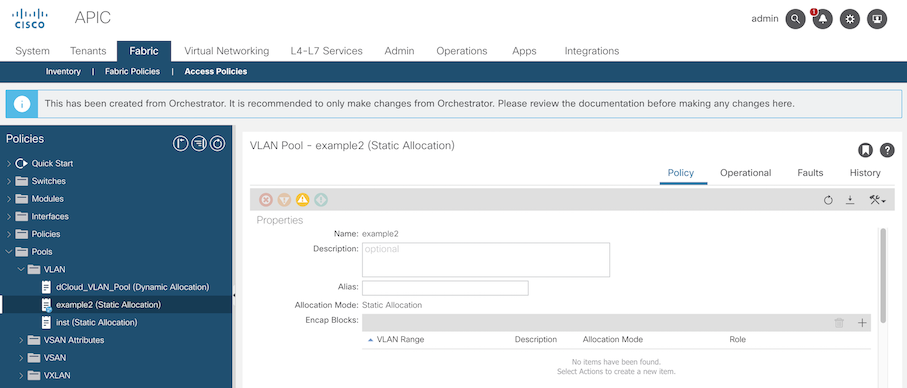 CISCO
APIC
admin
1
System Tenants Fabric Virtual Networking L4-L7 Services Admin Operations Apps Integrations
Inventory | Fabric Policies | Access Policies
This has been created from Orchestrator. It is recommended to only make changes from Orchestrator. Please review the documentation before making any changes here.
Policies
Quick Start
Switches
Modules
Interfaces
Policies
Pools
VLAN
dCloud_VLAN_Pool (Dynamic Allocation)
example2 (Static Allocation)
inst (Static Allocation)
VSAN Attributes
VSAN
VXLAN
VLAN Pool - example2 (Static Allocation)
Policy Operational Faults History
Properties
Name: example2
Description: optional
Alias:
Allocation Mode: Static Allocation
Encap Blocks:
VLAN Range Description Allocation Mode Role
No items have been found.
Select Actions to create a new item.